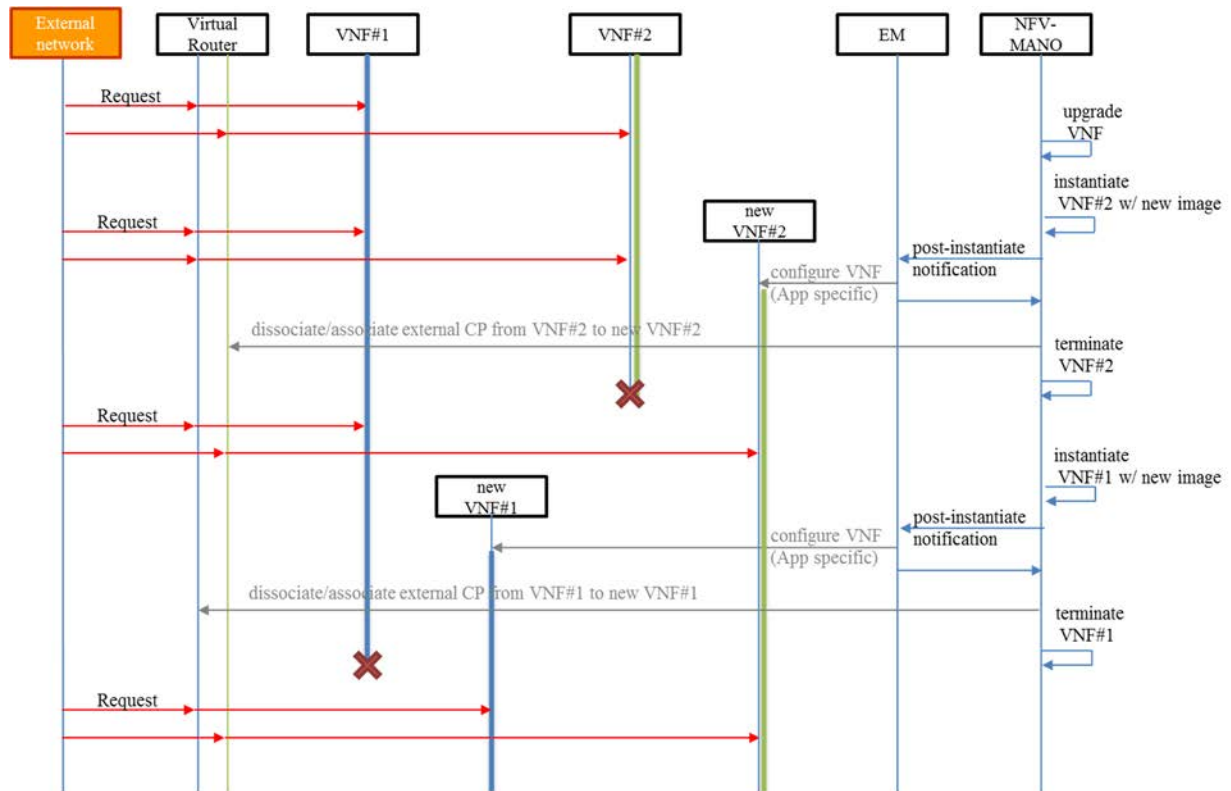 External
network
Virtual
Router
VNF#1
VNF#2
EM
NFV-
MANO
Request
upgrade
VNF
instantiate
VNF#2 w/ new image
Request
new
VNF#2
post-instantiate
notification
configure VNF
(App specific)
dissociate/associate external CP from VNF#2 to new VNF#2
terminate
VNF#2
Request
instantiate
VNF#1 w/ new image
new
VNF#1
post-instantiate
notification
configure VNF
(App specific)
dissociate/associate external CP from VNF#1 to new VNF#1
terminate
VNF#1
Request